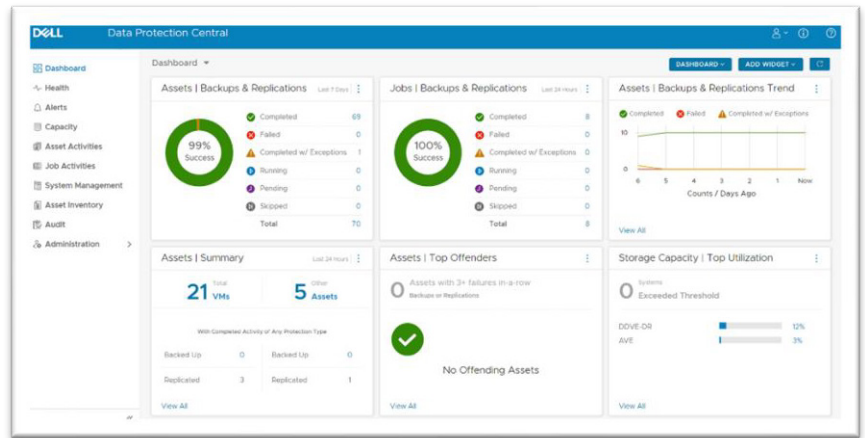 DELL Data Protection Central
Dashboard
Health
Alerts
Capacity
Asset Activities
Job Activities
System Management
Asset Inventory
Audit
Administration
Dashboard
DASHBOARD
ADD WIDGET
Assets | Backups & Replications Last 7 Days
99%
Success
Completed 69
Failed 0
Completed w/ Exceptions 1
Running 0
Pending 0
Skipped 0
Total 70
Jobs | Backups & Replications Last 24 Hours
100%
Success
Completed 8
Failed 0
Completed w/ Exceptions 0
Running 0
Pending 0
Skipped 0
Total 8
Assets | Backups & Replications Trend
Completed Failed Completed w/ Exceptions
10
0
6 5 4 3 2 1 Now
Counts / Days Ago
View All
Assets | Summary Last 24 Hours
21 Total VMs
5 Other Assets
With Completed Activity of Any Protection Type
Backed Up 0 Backed Up 0
Replicated 3 Replicated 1
View All
Assets | Top Offenders
0 Assets with 3+ failures in-a-row
Backups or Replications
No Offending Assets
View All
Storage Capacity | Top Utilization
0 Systems
Exceeded Threshold
DDVE-DR 12%
AVE 3%
View All